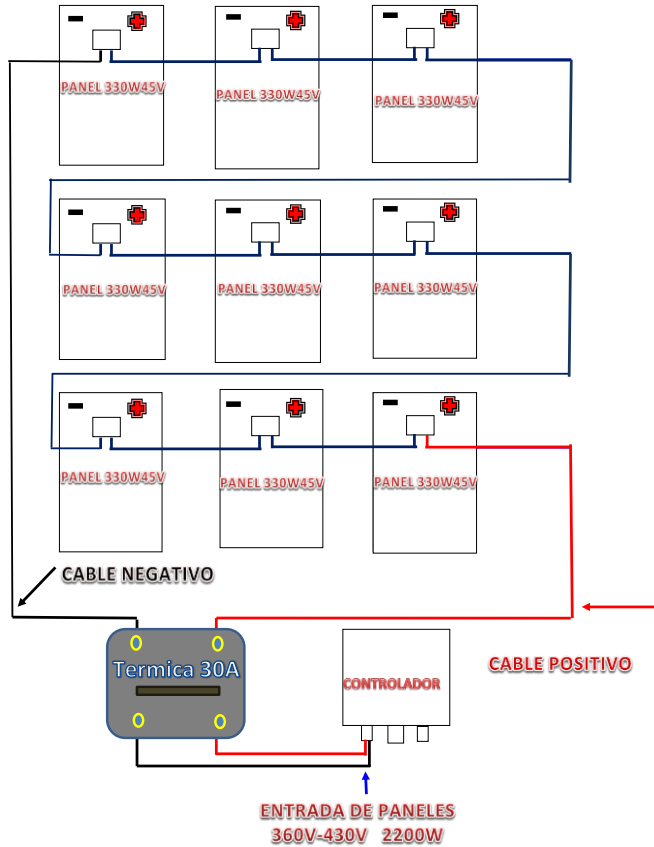 PANEL 330W45V
PANEL 330W45V
PANEL 330W45V
PANEL 330W45V
PANEL 330W45V
PANEL 330W45V
PANEL 330W45V
PANEL 330W45V
PANEL 330W45V
CABLE NEGATIVO
Termica 30A
CONTROLADOR
CABLE POSITIVO
ENTRADA DE PANELES
360V-430V 2200W